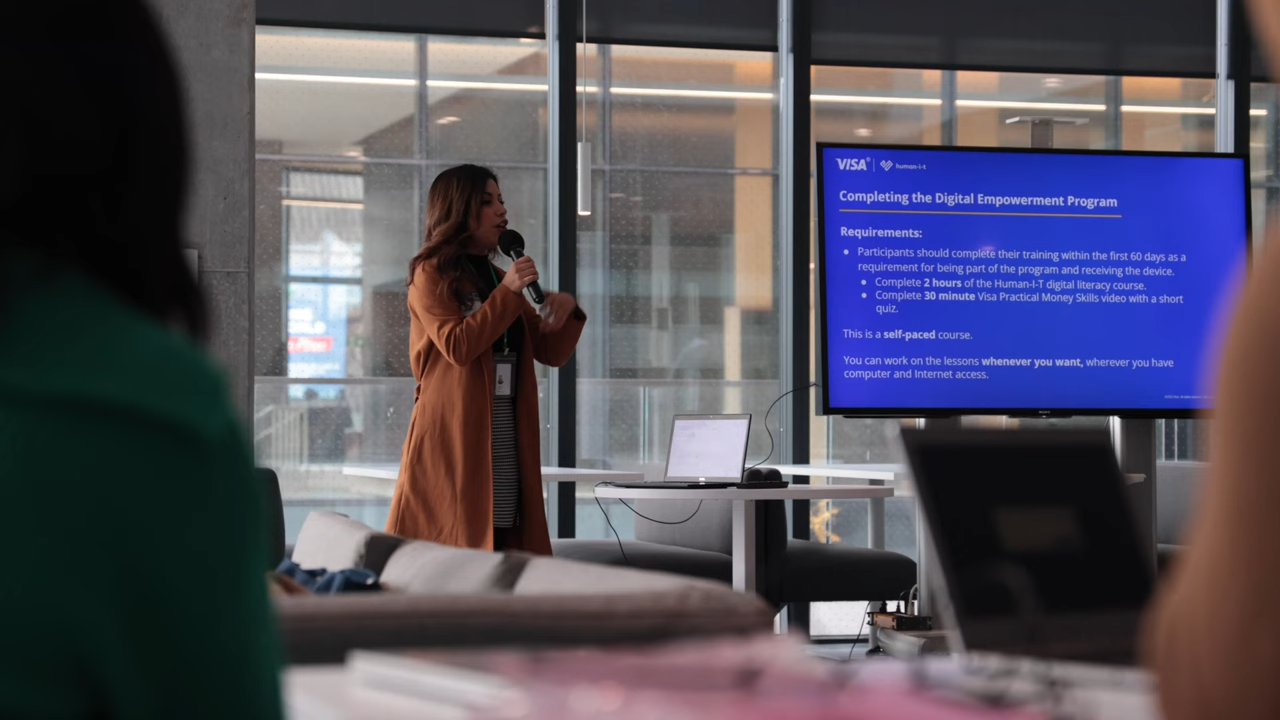 VISA® | human-i-t
Completing the Digital Empowerment Program
Requirements:
● Participants should complete their training within the first 60 days as a
requirement for being part of the program and receiving the device.
● Complete 2 hours of the Human-I-T digital literacy course.
● Complete 30 minute Visa Practical Money Skills video with a short
quiz.
This is a self-paced course.
You can work on the lessons whenever you want, wherever you have
computer and Internet access.
SONY